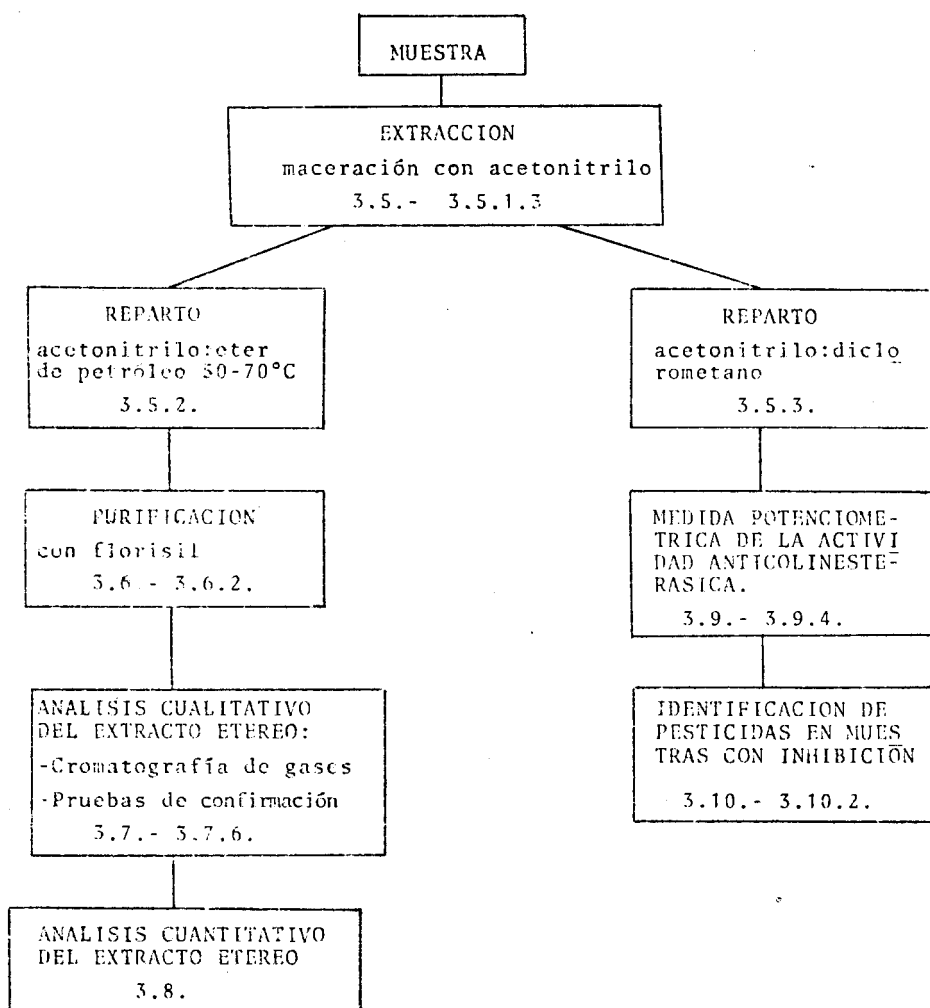 MUESTRA
EXTRACCION
maceración con acetonitrilo
3.5.- 3.5.1.3
REPARTO
acetonitrilo:eter
de petróleo 50-70°C
3.5.2.
PURIFICACION
con florisil
3.6.- 3.6.2.
ANALISIS CUALITATIVO
DEL EXTRACTO ETEREO:
-Cromatografía de gases
-Pruebas de confirmación
3.7.- 3.7.6.
ANALISIS CUANTITATIVO
DEL EXTRACTO ETEREO
3.8.
REPARTO
acetonitrilo:diclo
rometano
3.5.3.
MEDIDA POTENCIOME-
TRICA DE LA ACTIVI
DAD ANTICOLINESTE-
RASICA.
3.9.- 3.9.4.
IDENTIFICACION DE
PESTICIDAS EN MUES
TRAS CON INHIBICIÓN
3.10.- 3.10.2.